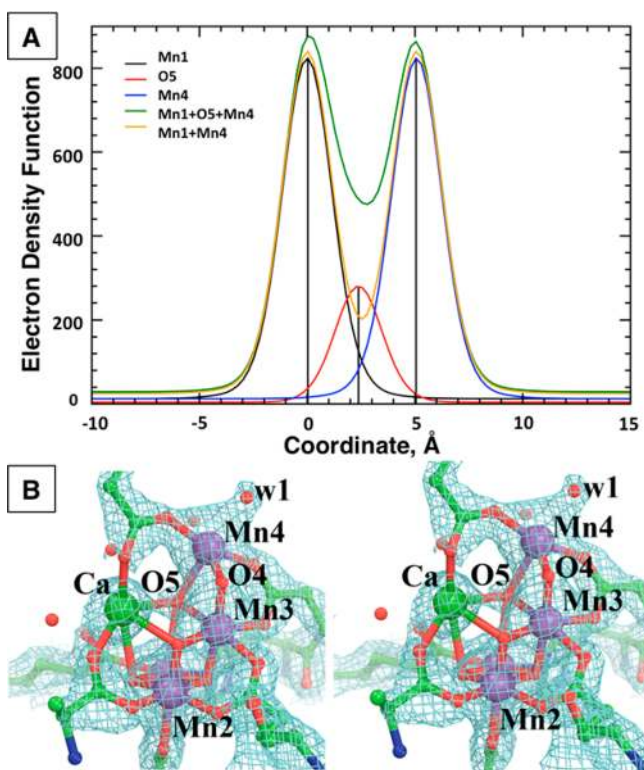 A
Mn1
O5
Mn4
Mn1+O5+Mn4
Mn1+Mn4
Electron Density Function
800
600
400
200
0
-10 -5 0 5 10 15
Coordinate, Å
B
w1 w1
Mn4 Mn4
Ca O5 O4 Ca O5 O4
Mn3 Mn3
Mn2 Mn2